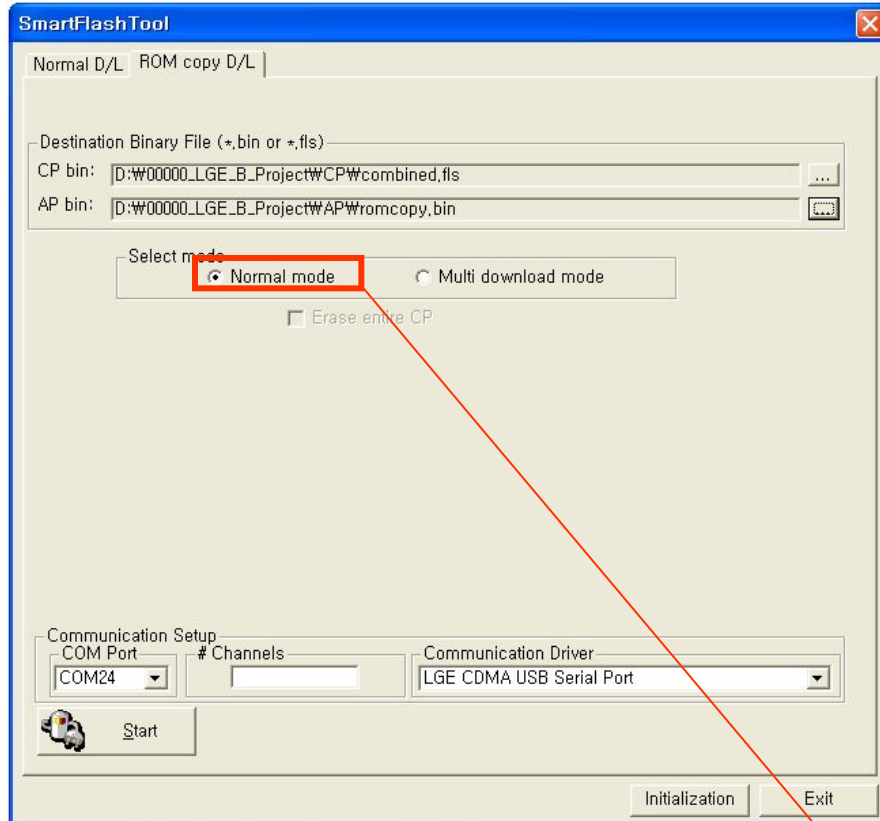 SmartFlashTool
Normal D/L ROM copy D/L
Destination Binary File (*,bin or *,fls)
CP bin: D:₩00000_LGE_B_Project₩CP₩combined,fls ...
AP bin: D:₩00000_LGE_B_Project₩AP₩romcopy,bin ...
Select mode
Normal mode Multi download mode
Erase entire CP
Communication Setup
COM Port # Channels Communication Driver
COM24 LGE CDMA USB Serial Port
Start
Initialization Exit